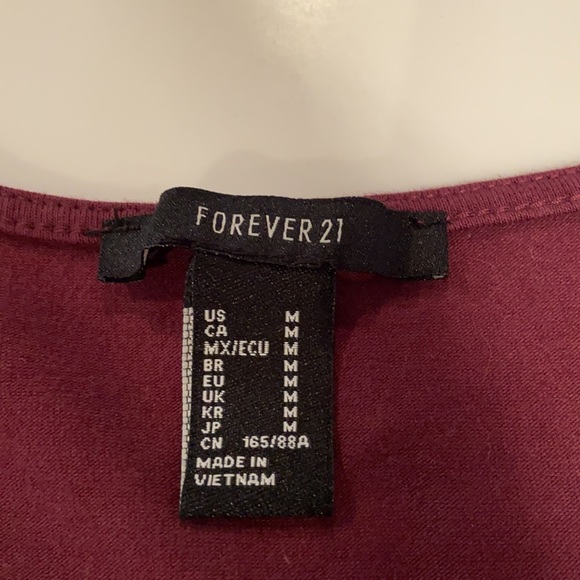 FOREVER 21
US M
CA M
MX/ECU M
BR M
EU M
UK M
KR M
JP M
CN 165/88A
MADE IN
VIETNAM